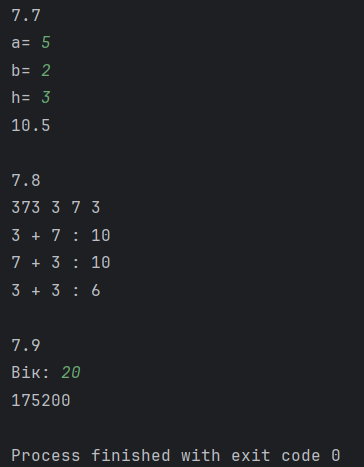 7.7
a= 5
b= 2
h= 3
10.5
7.8
373 3 7 3
3 + 7 : 10
7 + 3 : 10
3 + 3 : 6
7.9
Вік: 20
175200
Process finished with exit code 0